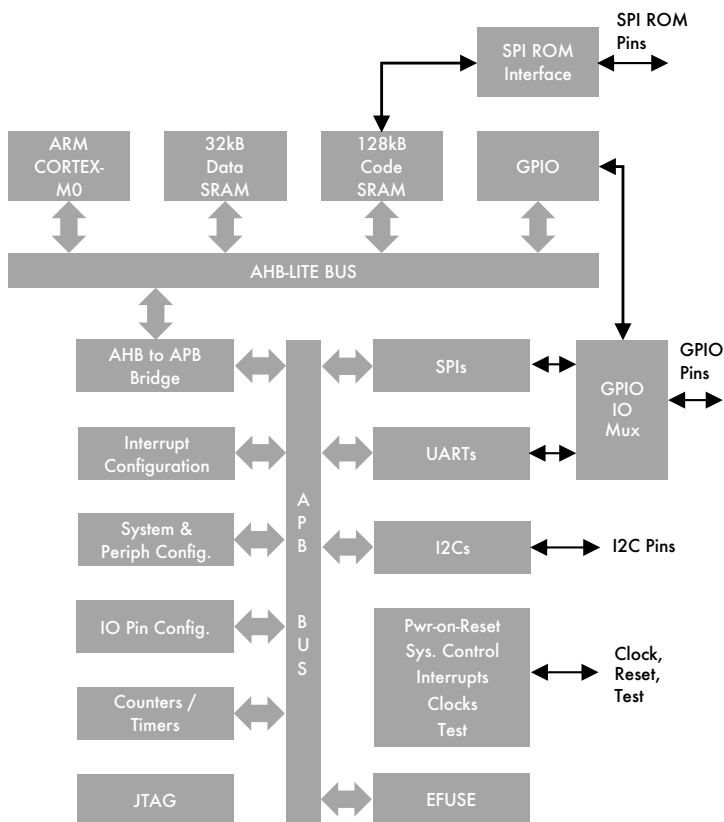 SPI ROM
Pins
SPI ROM
Interface
ARM
CORTEX-
M0
32kB
Data
SRAM
128kB
Code
SRAM
GPIO
AHB-LITE BUS
AHB to APB
Bridge
SPIs
GPIO
IO
Mux
GPIO
Pins
Interrupt
Configuration
UARTs
A
P
B
B
U
S
System &
Periph Config.
I2Cs
I2C Pins
IO Pin Config.
Pwr-on-Reset
Sys. Control
Interrupts
Clocks
Test
Clock,
Reset,
Test
Counters /
Timers
JTAG
EFUSE